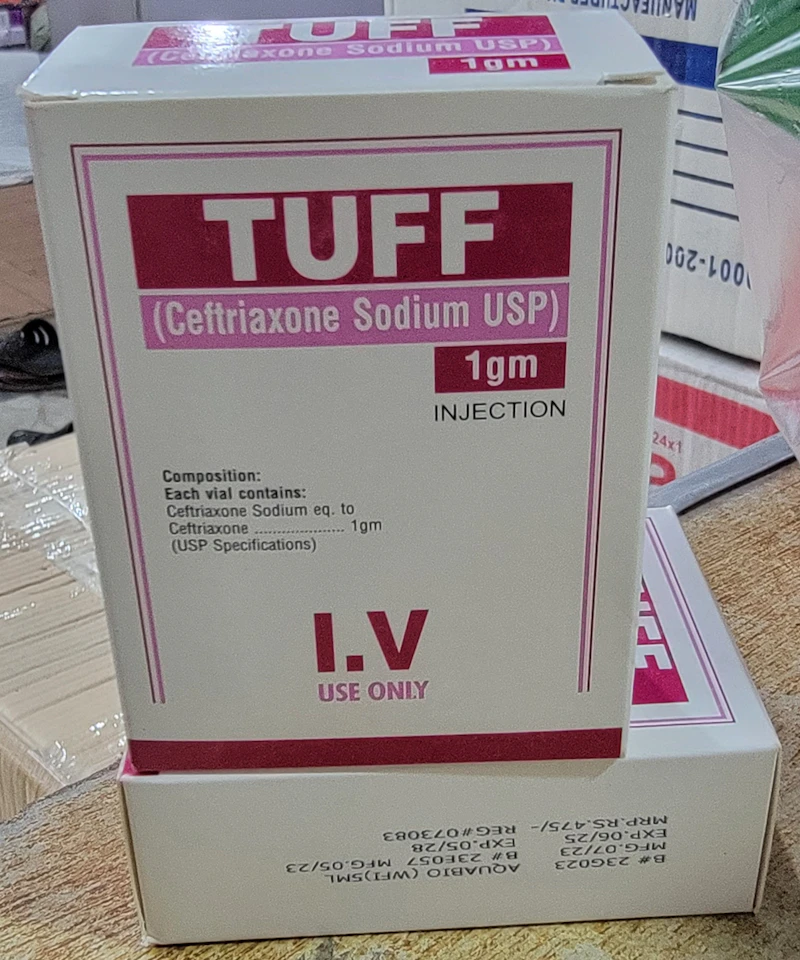 TUFF
(Ceftriaxone Sodium USP)
1gm
TUFF
(Ceftriaxone Sodium USP)
1gm
INJECTION
Composition:
Each vial contains:
Ceftriaxone Sodium eq. to
Ceftriaxone .................... 1gm
(USP Specifications)
I.V
USE ONLY
TUFF
B# 23G023
MFG.07/23
EXP.06/25
MRP.RS.475/-
AQUABIO (WFI)5ML
B# 23E057 MFG.05/23
EXP.05/28
REG#073083
24x1